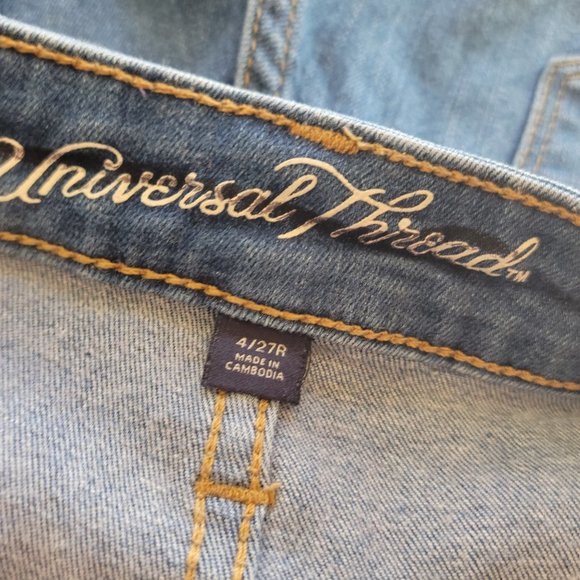 Universal Thread™
4/27R
MADE IN
CAMBODIA